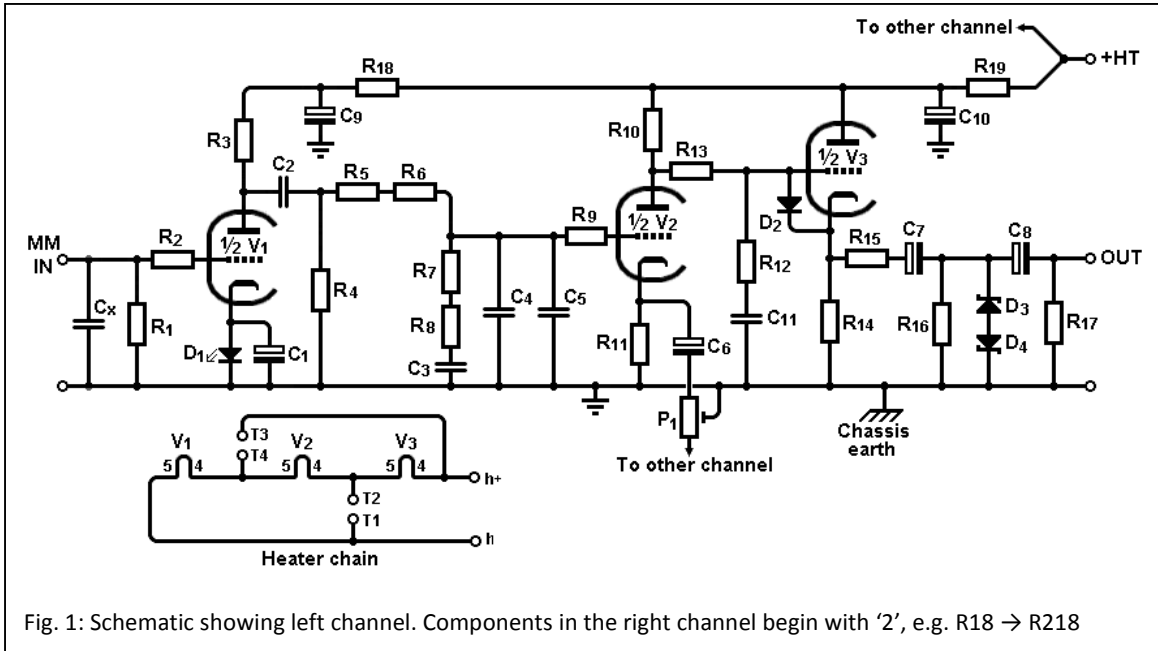 To other channel
+HT
R18
R19
C9
C10
R3
R10
C2
R13
½ V3
R5
R6
D2
MM
IN
R2
½ V1
R9
½ V2
C7
C8
R15
OUT
R7
R12
Cx
R1
R4
C4
C5
D3
R8
C11
R14
R16
R17
D1
C1
R11
C6
D4
C3
P1
Chassis
earth
To other channel
V1
T3
V2
V3
T4
5
4
5
4
5
4
h+
T2
T1
h
Heater chain
Fig. 1: Schematic showing left channel. Components in the right channel begin with ‘2’, e.g. R18 → R218